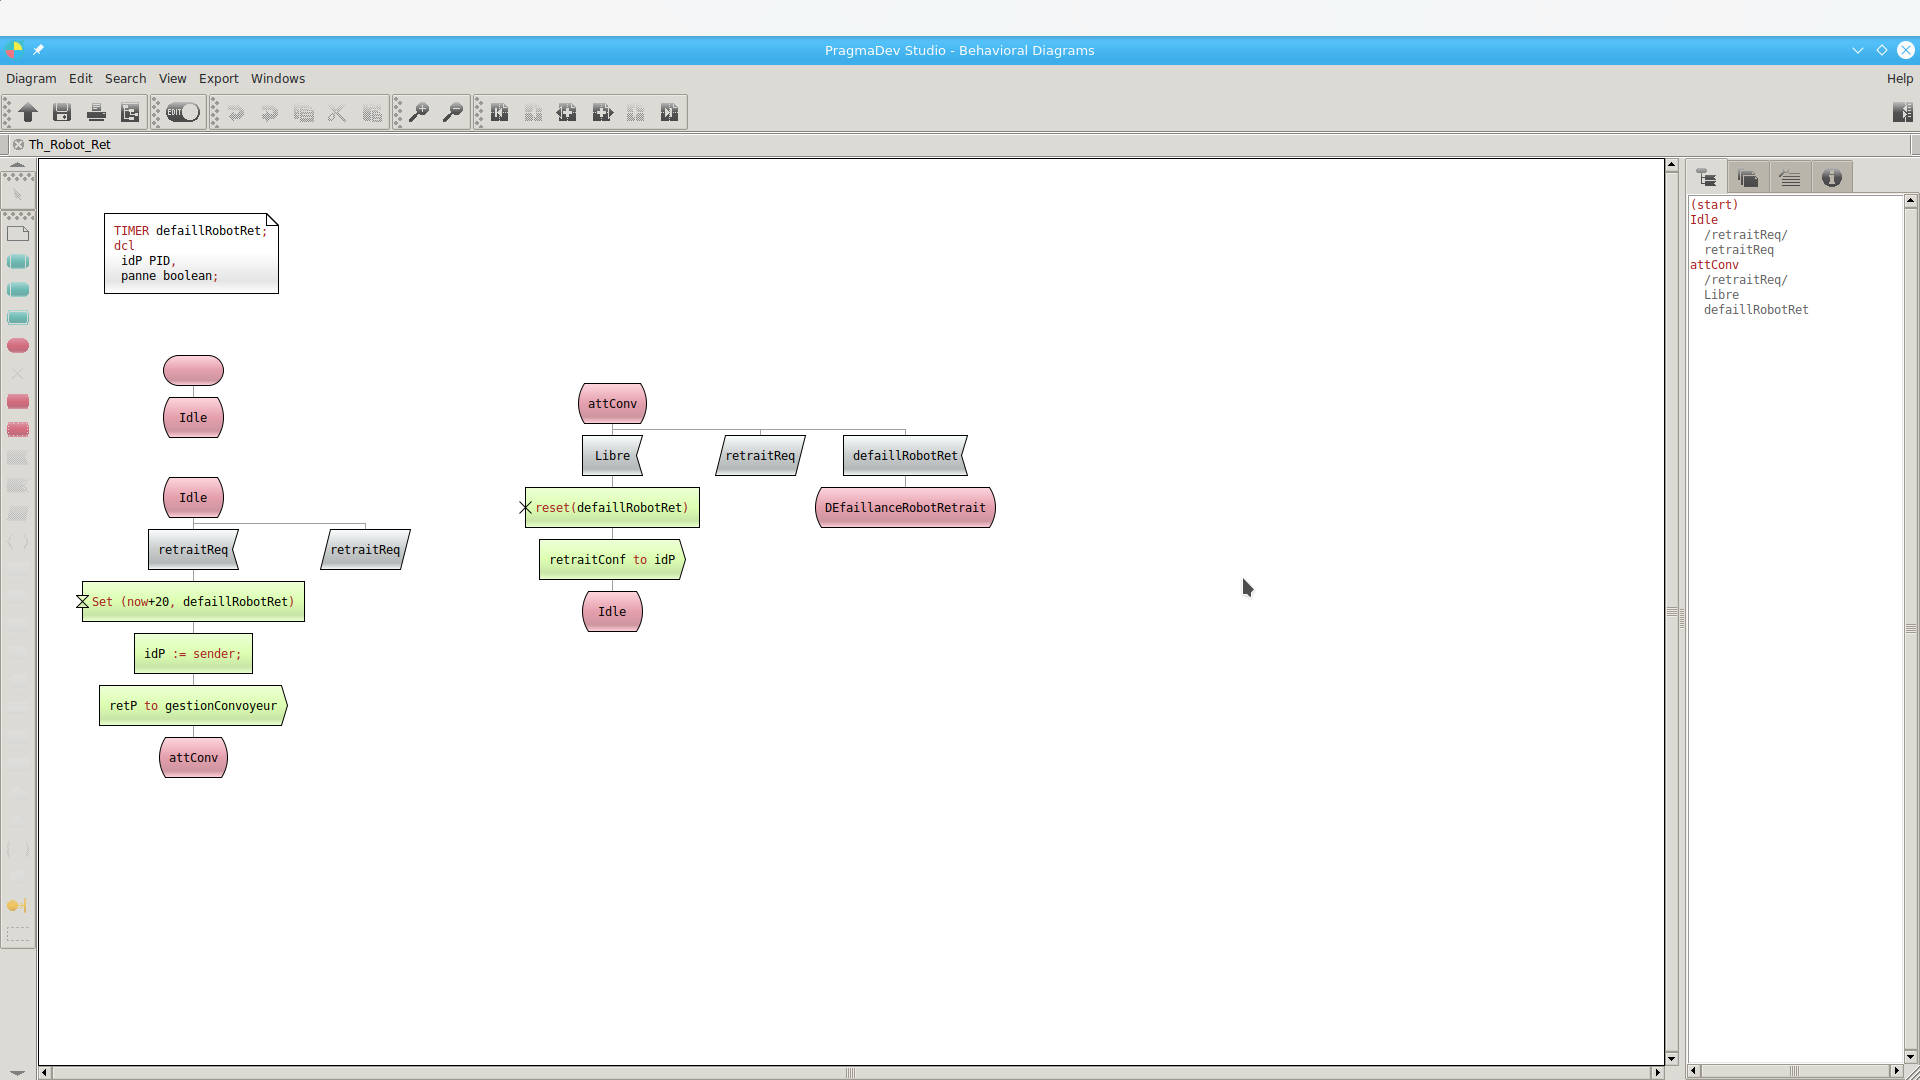 PragmaDev Studio - Behavioral Diagrams
Diagram Edit Search View Export Windows Help
EDIT
Th_Robot_Ret
TIMER defaillRobotRet;
dcl
idP PID,
panne boolean;
Idle
Idle
retraitReq
retraitReq
Set (now+20, defaillRobotRet)
idP := sender;
retP to gestionConvoyeur
attConv
attConv
Libre
retraitReq
defaillRobotRet
reset(defaillRobotRet)
DEfaillanceRobotRetrait
retraitConf to idP
Idle
(start)
Idle
/retraitReq/
retraitReq
attConv
/retraitReq/
Libre
defaillRobotRet